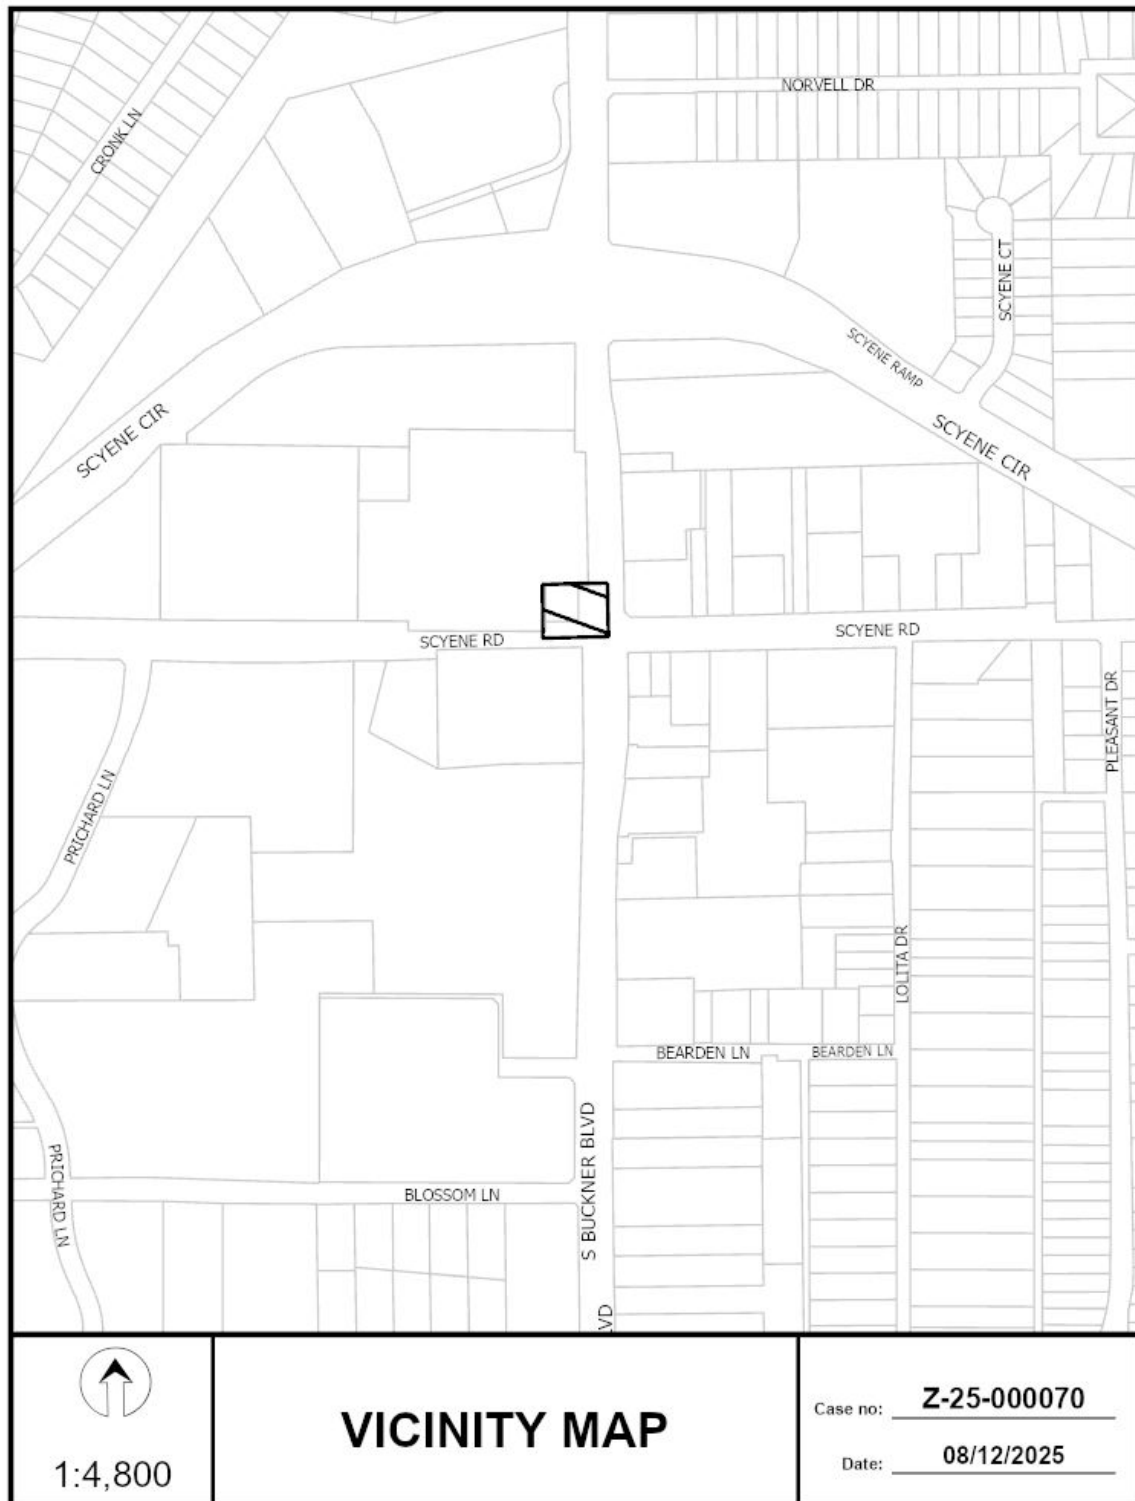 NORVELL DR
CRONK LN
SCYENE CT
SCYENE RAMP
SCYENE CIR
SCYENE CIR
SCYENE RD
SCYENE RD
PLEASANT DR
PRICHARD LN
LOLITA DR
BEARDEN LN
BEARDEN LN
S BUCKNER BLVD
PRICHARD LN
BLOSSOM LN
VD
1:4,800
VICINITY MAP
Case no: Z-25-000070
Date: 08/12/2025